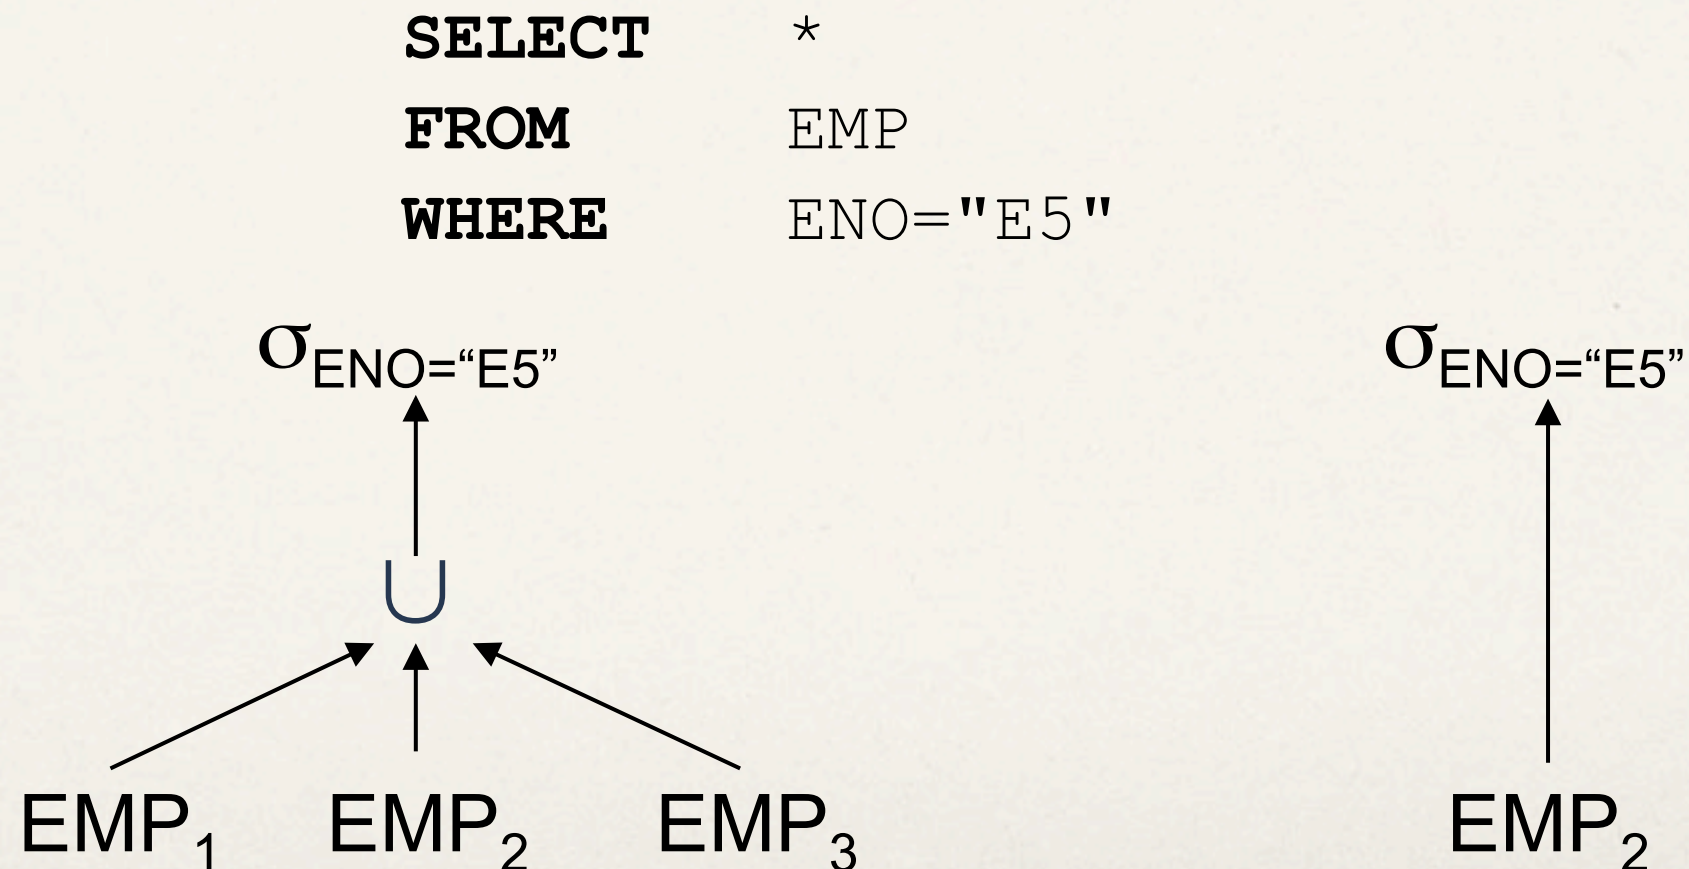 SELECT *
FROM EMP
WHERE ENO="E5"
σENO=“E5” σENO=“E5”
∪
EMP1 EMP2 EMP3 EMP2